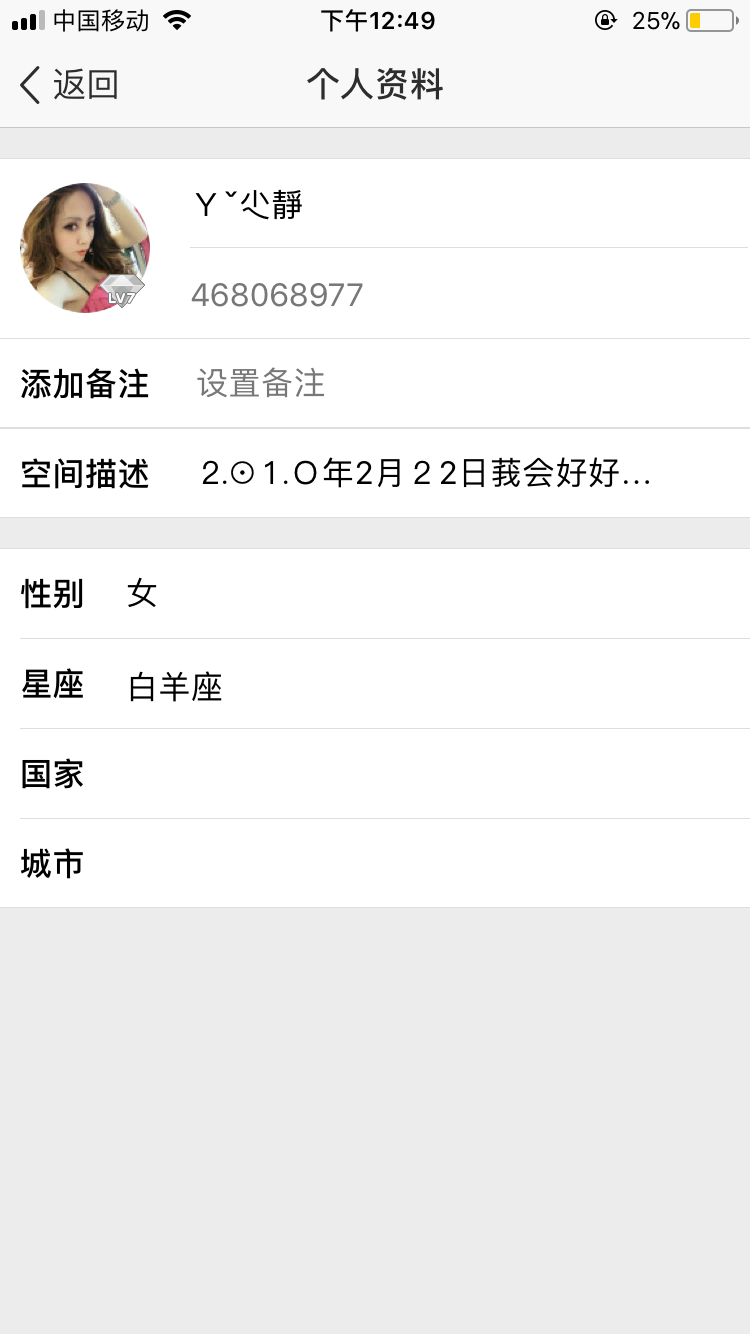 中国移动 下午12:49 25%
返回 个人资料
Ｙˇ尐靜
LV7
468068977
添加备注 设置备注
空间描述 2.⊙1.Ｏ年2月２2日莪会好好...
性别 女
星座 白羊座
国家
城市